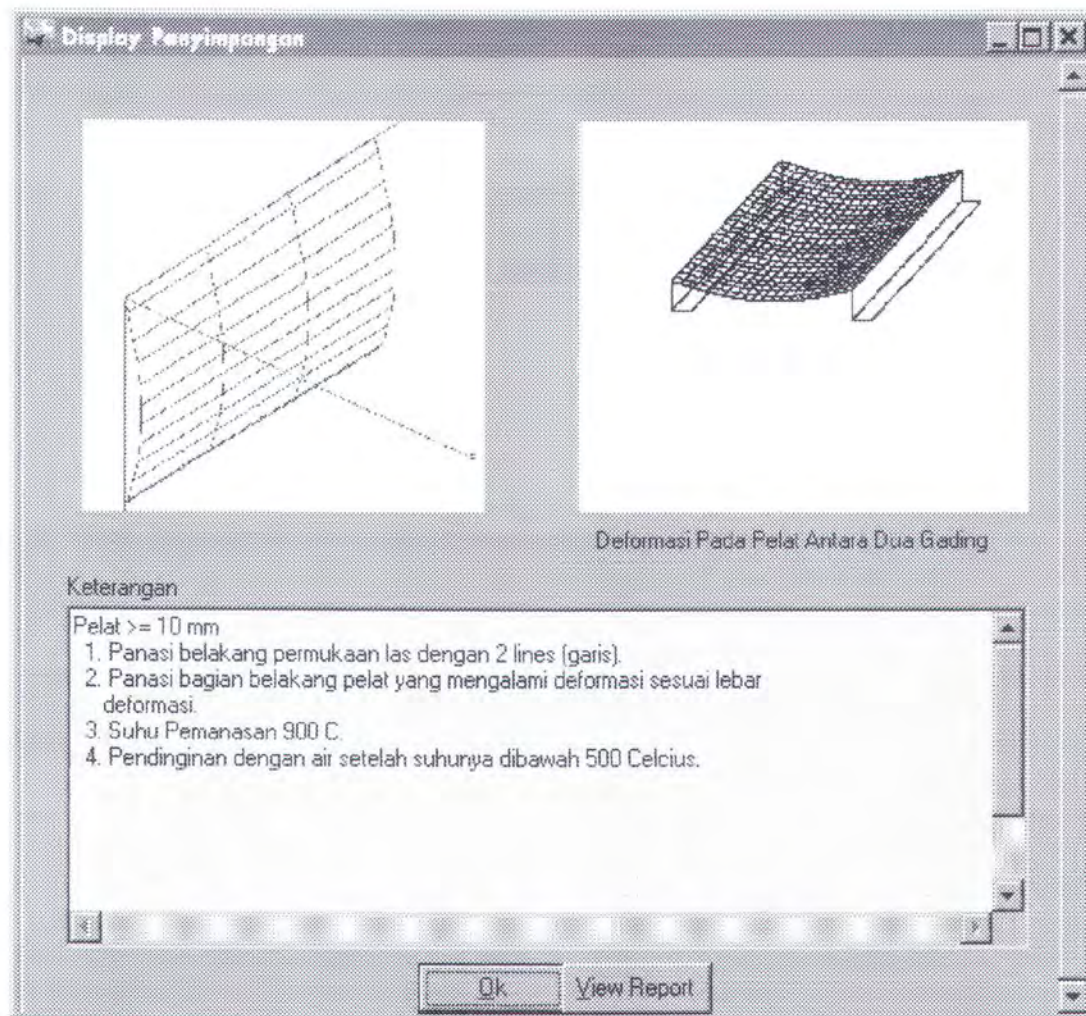 Display Penyimpangan
Deformasi Pada Pelat Antara Dua Gading
Keterangan
Pelat >= 10 mm
1. Panasi belakang permukaan las dengan 2 lines (garis).
2. Panasi bagian belakang pelat yang mengalami deformasi sesuai lebar
deformasi.
3. Suhu Pemanasan 900 C.
4. Pendinginan dengan air setelah suhunya dibawah 500 Celcius.
Ok
View Report